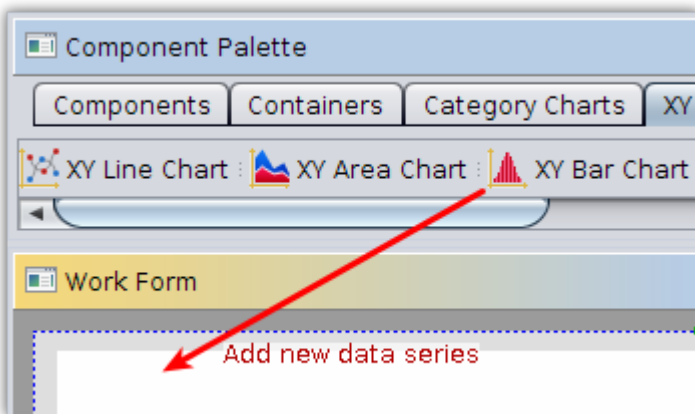 Component Palette
Components Containers Category Charts XY
XY Line Chart XY Area Chart XY Bar Chart
Work Form
Add new data series